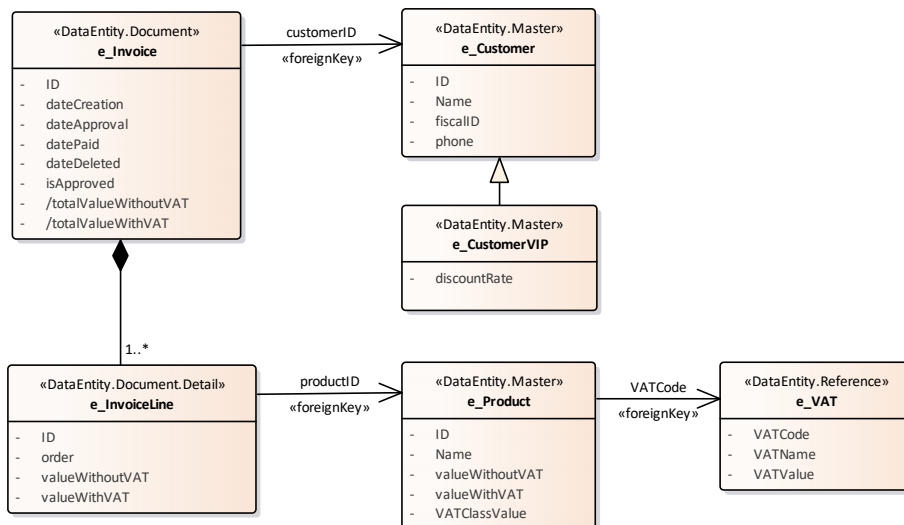 «DataEntity.Document»
e_Invoice
- ID
- dateCreation
- dateApproval
- datePaid
- dateDeleted
- isApproved
- /totalValueWithoutVAT
- /totalValueWithVAT
customerID
«foreignKey»
«DataEntity.Master»
e_Customer
- ID
- Name
- fiscalID
- phone
«DataEntity.Master»
e_CustomerVIP
- discountRate
1..*
«DataEntity.Document.Detail»
e_InvoiceLine
- ID
- order
- valueWithoutVAT
- valueWithVAT
productID
«foreignKey»
«DataEntity.Master»
e_Product
- ID
- Name
- valueWithoutVAT
- valueWithVAT
- VATClassValue
VATCode
«foreignKey»
«DataEntity.Reference»
e_VAT
- VATCode
- VATName
- VATValue